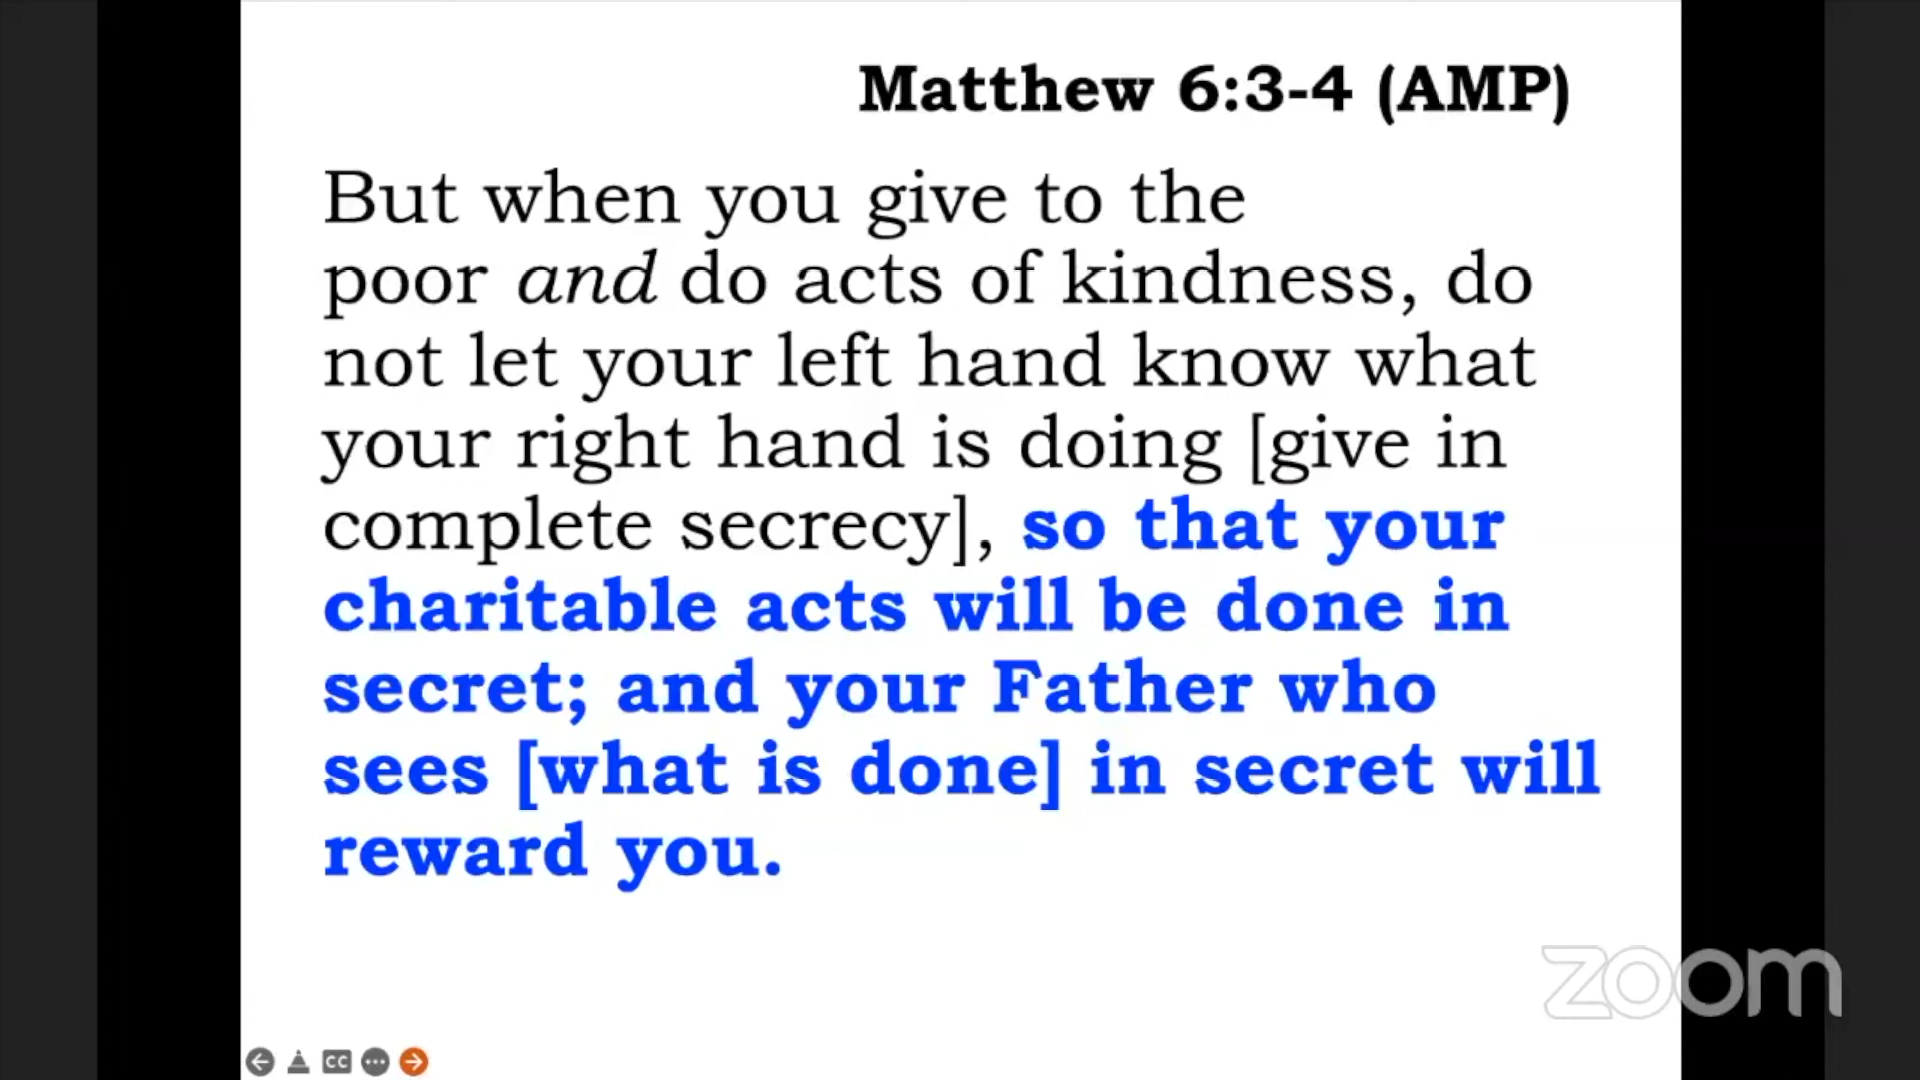 Matthew 6:3-4 (AMP)
But when you give to the
poor and do acts of kindness, do
not let your left hand know what
your right hand is doing [give in
complete secrecy], so that your
charitable acts will be done in
secret; and your Father who
sees [what is done] in secret will
reward you.
zoom
CC